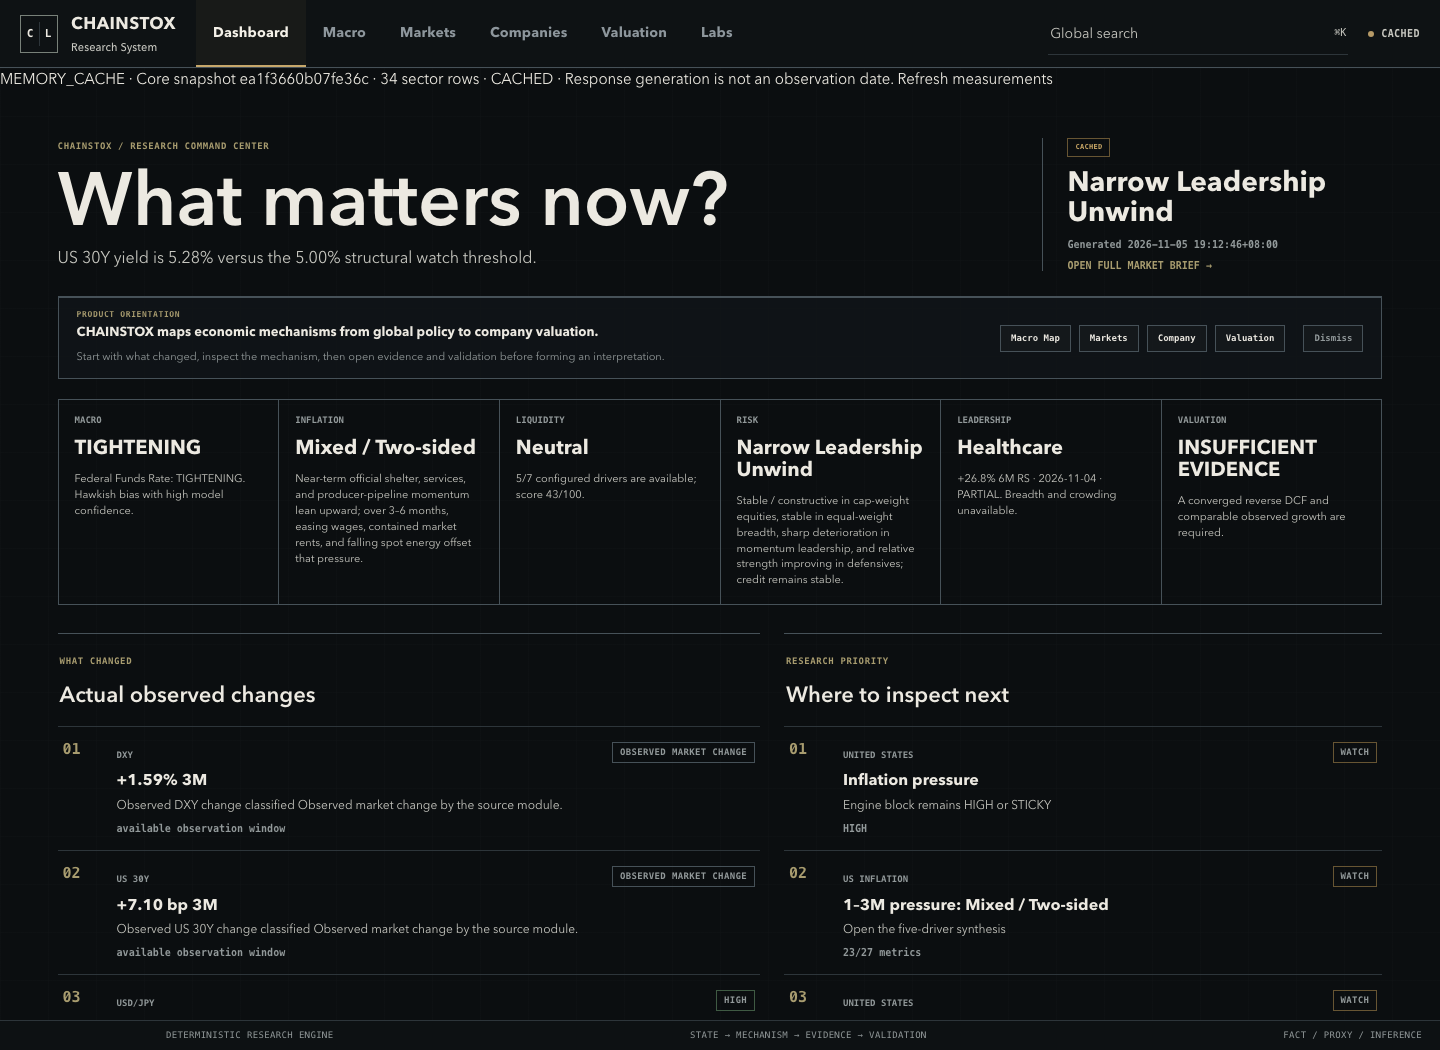 C L
CHAINSTOX
Research System
Dashboard
Macro
Markets
Companies
Valuation
Labs
Global search
⌘K
CACHED
MEMORY_CACHE · Core snapshot ea1f3660b07fe36c · 34 sector rows · CACHED · Response generation is not an observation date. Refresh measurements
CHAINSTOX / RESEARCH COMMAND CENTER
What matters now?
US 30Y yield is 5.28% versus the 5.00% structural watch threshold.
CACHED
Narrow Leadership
Unwind
Generated 2026-11-05 19:12:46+08:00
OPEN FULL MARKET BRIEF →
PRODUCT ORIENTATION
CHAINSTOX maps economic mechanisms from global policy to company valuation.
Start with what changed, inspect the mechanism, then open evidence and validation before forming an interpretation.
Macro Map
Markets
Company
Valuation
Dismiss
MACRO
TIGHTENING
Federal Funds Rate: TIGHTENING.
Hawkish bias with high model
confidence.
INFLATION
Mixed / Two-sided
Near-term official shelter, services,
and producer-pipeline momentum
lean upward; over 3–6 months,
easing wages, contained market
rents, and falling spot energy offset
that pressure.
LIQUIDITY
Neutral
5/7 configured drivers are available;
score 43/100.
RISK
Narrow Leadership
Unwind
Stable / constructive in cap-weight
equities, stable in equal-weight
breadth, sharp deterioration in
momentum leadership, and relative
strength improving in defensives;
credit remains stable.
LEADERSHIP
Healthcare
+26.8% 6M RS · 2026-11-04 ·
PARTIAL. Breadth and crowding
unavailable.
VALUATION
INSUFFICIENT
EVIDENCE
A converged reverse DCF and
comparable observed growth are
required.
WHAT CHANGED
Actual observed changes
01
DXY
OBSERVED MARKET CHANGE
+1.59% 3M
Observed DXY change classified Observed market change by the source module.
available observation window
02
US 30Y
OBSERVED MARKET CHANGE
+7.10 bp 3M
Observed US 30Y change classified Observed market change by the source module.
available observation window
03
USD/JPY
HIGH
RESEARCH PRIORITY
Where to inspect next
01
UNITED STATES
WATCH
Inflation pressure
Engine block remains HIGH or STICKY
HIGH
02
US INFLATION
WATCH
1–3M pressure: Mixed / Two-sided
Open the five-driver synthesis
23/27 metrics
03
UNITED STATES
WATCH
DETERMINISTIC RESEARCH ENGINE
STATE → MECHANISM → EVIDENCE → VALIDATION
FACT / PROXY / INFERENCE